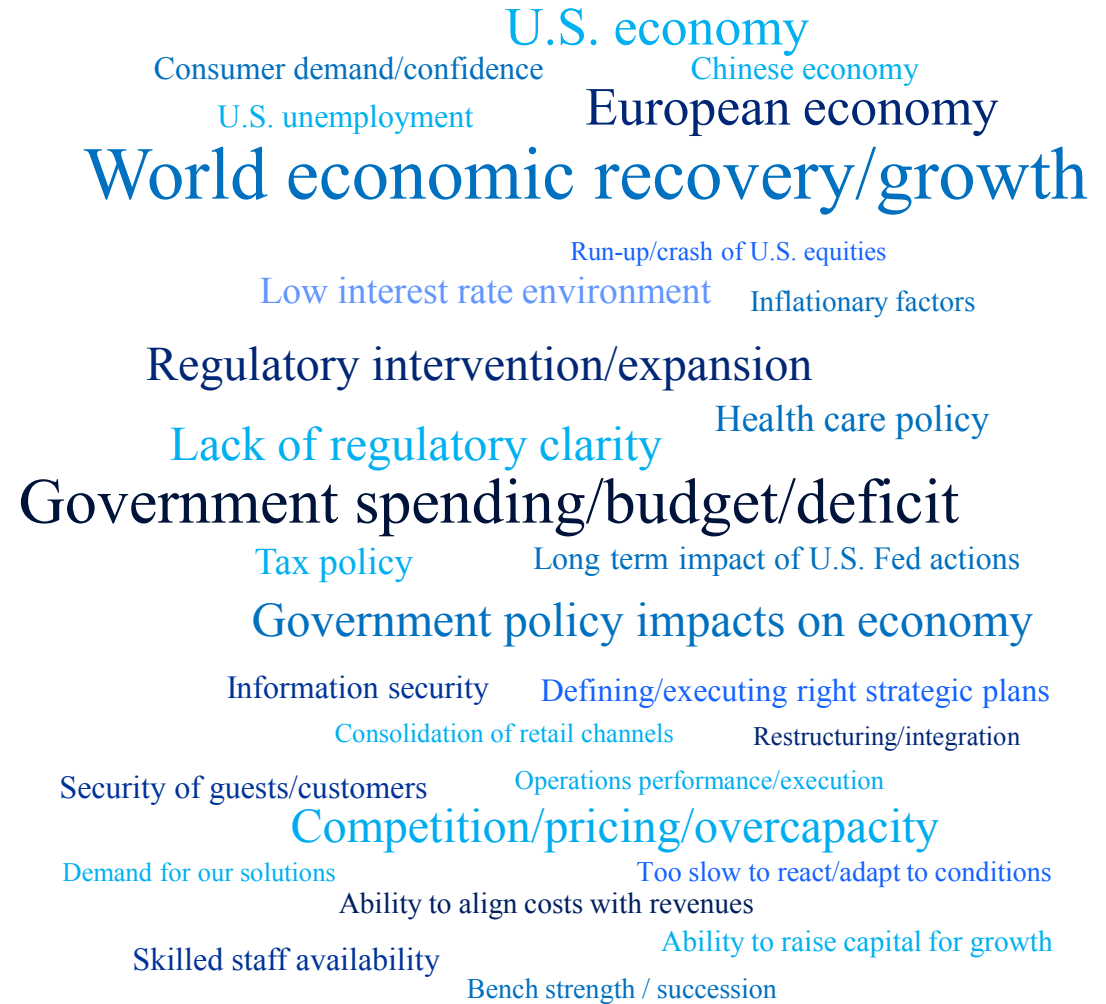 U.S. economy
Consumer demand/confidence
Chinese economy
U.S. unemployment
European economy
World economic recovery/growth
Run-up/crash of U.S. equities
Low interest rate environment
Inflationary factors
Regulatory intervention/expansion
Health care policy
Lack of regulatory clarity
Government spending/budget/deficit
Tax policy
Long term impact of U.S. Fed actions
Government policy impacts on economy
Information security
Defining/executing right strategic plans
Consolidation of retail channels
Restructuring/integration
Security of guests/customers
Operations performance/execution
Competition/pricing/overcapacity
Demand for our solutions
Too slow to react/adapt to conditions
Ability to align costs with revenues
Ability to raise capital for growth
Skilled staff availability
Bench strength / succession